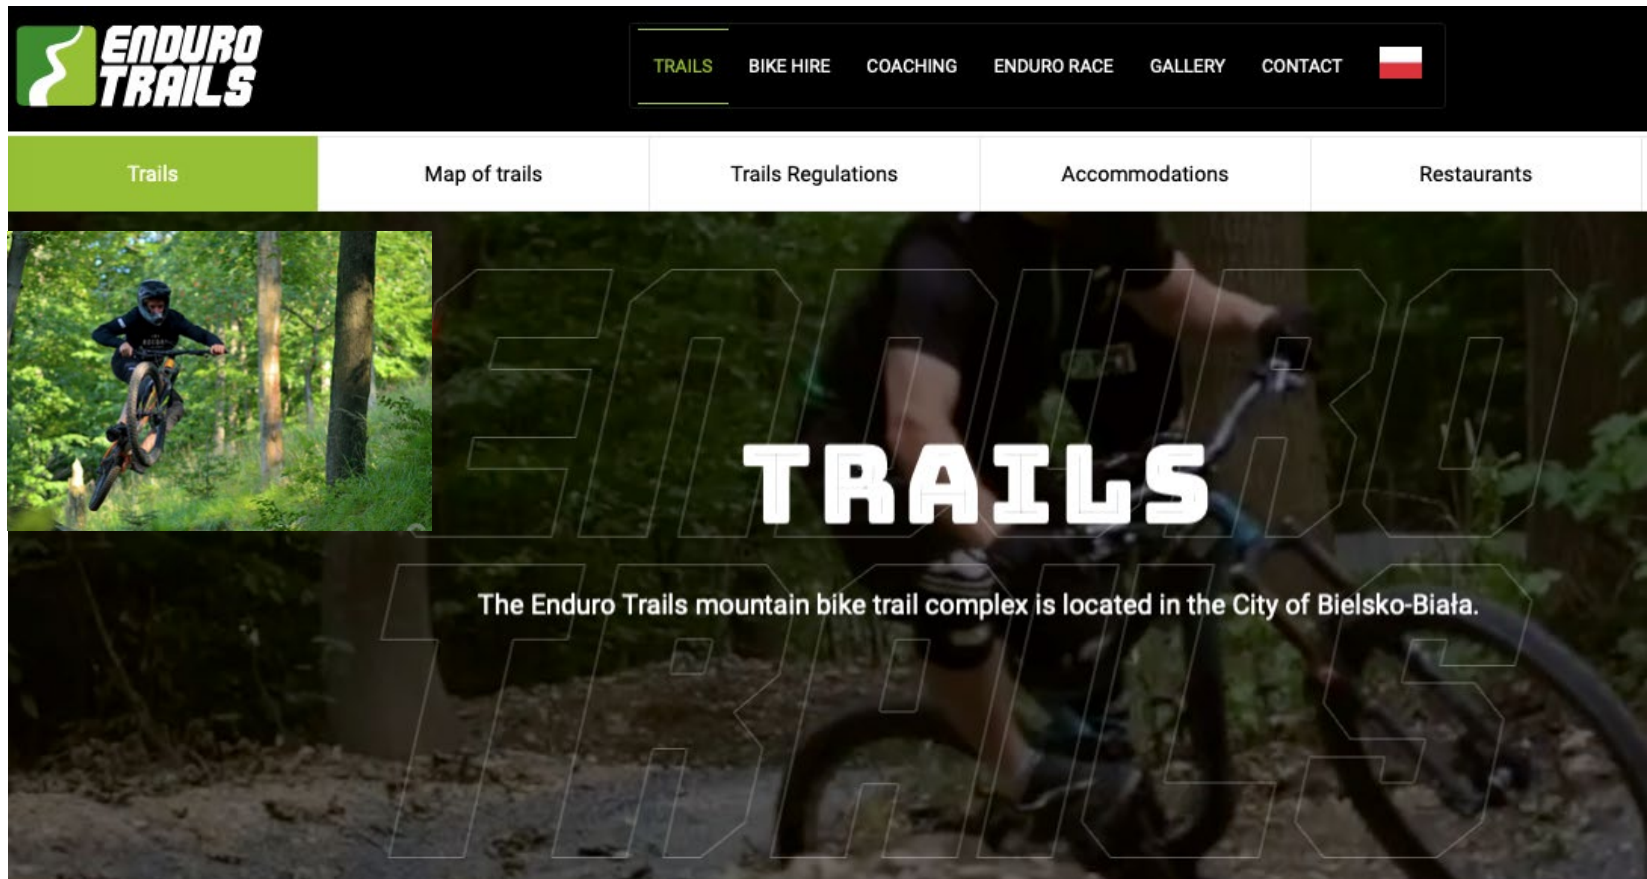 ENDURO
TRAILS
TRAILS BIKE HIRE COACHING ENDURO RACE GALLERY CONTACT
Trails Map of trails Trails Regulations Accommodations Restaurants
ENDURO
TRAILS
TRAILS
The Enduro Trails mountain bike trail complex is located in the City of Bielsko-Biała.